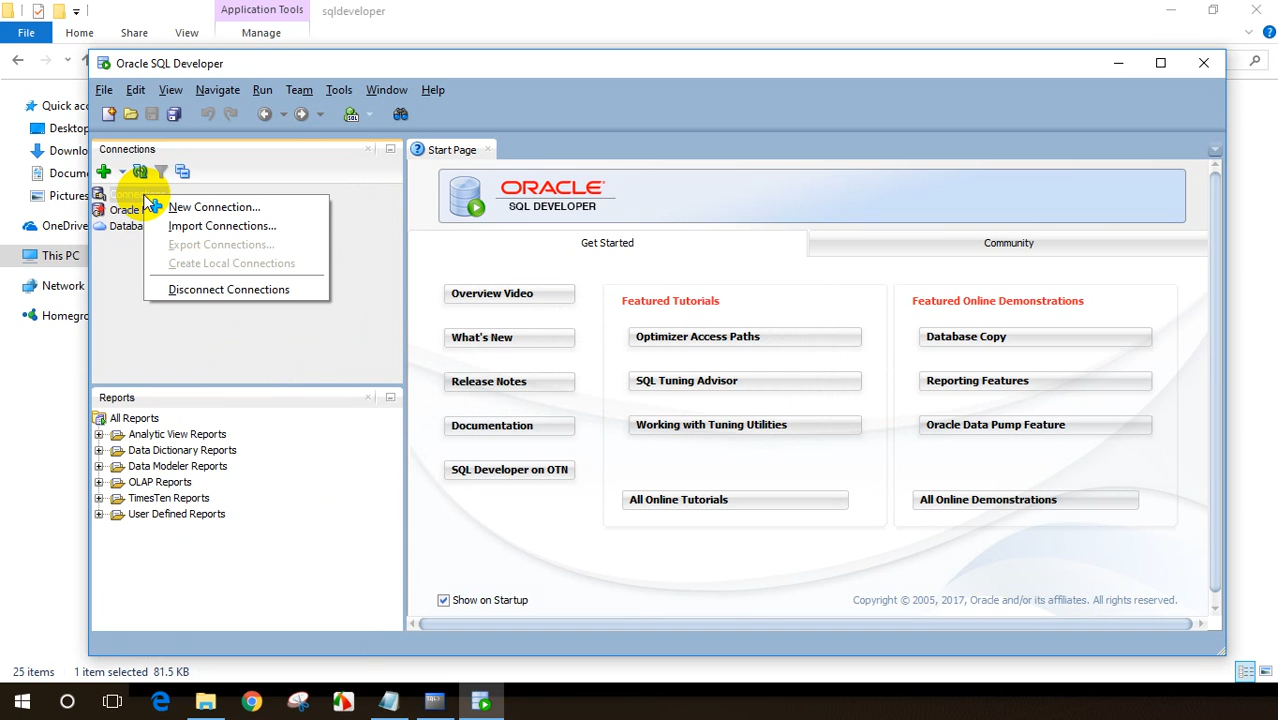 Application Tools
sqldeveloper
File
Home
Share
View
Manage
Oracle SQL Developer
File Edit View Navigate Run Team Tools Window Help
Quick acc
Desktop
Downlo
Docume
Pictures
OneDrive
This PC
Network
Homegro
Connections
Oracle
Databa
New Connection...
Import Connections...
Export Connections...
Create Local Connections
Disconnect Connections
Reports
All Reports
Analytic View Reports
Data Dictionary Reports
Data Modeler Reports
OLAP Reports
TimesTen Reports
User Defined Reports
Start Page
ORACLE
SQL DEVELOPER
Get Started
Community
Overview Video
What's New
Release Notes
Documentation
SQL Developer on OTN
Featured Tutorials
Optimizer Access Paths
SQL Tuning Advisor
Working with Tuning Utilities
All Online Tutorials
Featured Online Demonstrations
Database Copy
Reporting Features
Oracle Data Pump Feature
All Online Demonstrations
Show on Startup
Copyright © 2005, 2017, Oracle and/or its affiliates. All rights reserved.
25 items 1 item selected 81.5 KB